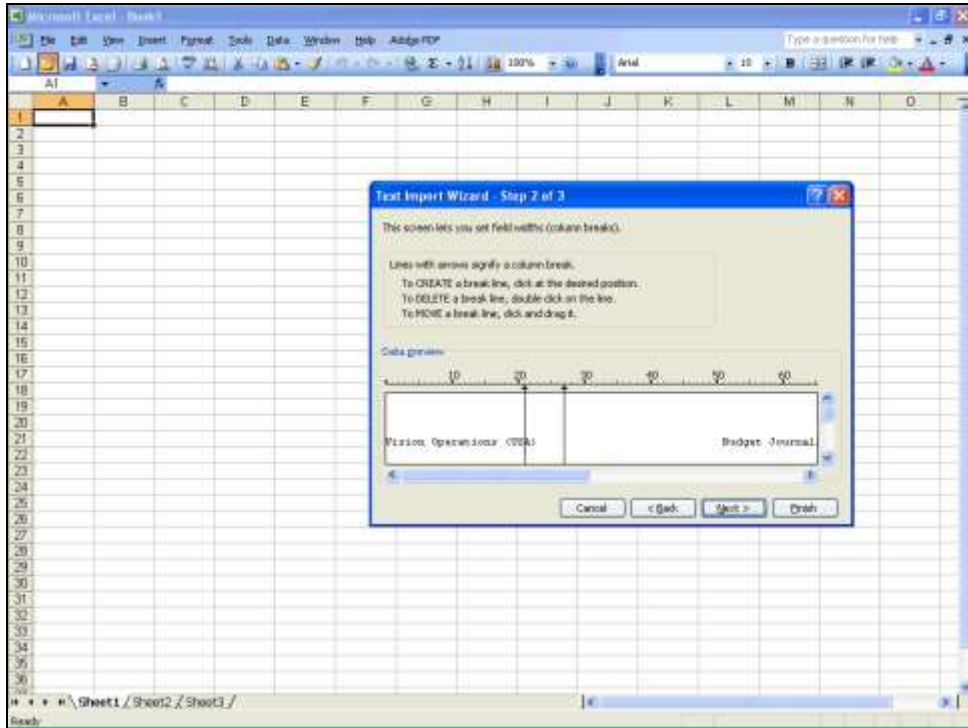 Microsoft Excel - Book1
File Edit View Insert Format Tools Data Window Help Adobe PDF
Type a question for help
100% Arial 10 B
A1 fx
A B C D E F G H I J K L M N O
1
2
3
4
5
6
7
8
9
10
11
12
13
14
15
16
17
18
19
20
21
22
23
24
25
26
27
28
29
30
31
32
33
34
35
36
Text Import Wizard - Step 2 of 3
This screen lets you set field widths (column breaks).
Lines with arrows signify a column break.
To CREATE a break line, click at the desired position.
To DELETE a break line, double click on the line.
To MOVE a break line, click and drag it.
Data preview
10 20 30 40 50 60
Vision Operations (USA) Budget Journal
Cancel < Back Next > Finish
Sheet1 / Sheet2 / Sheet3 /
Ready